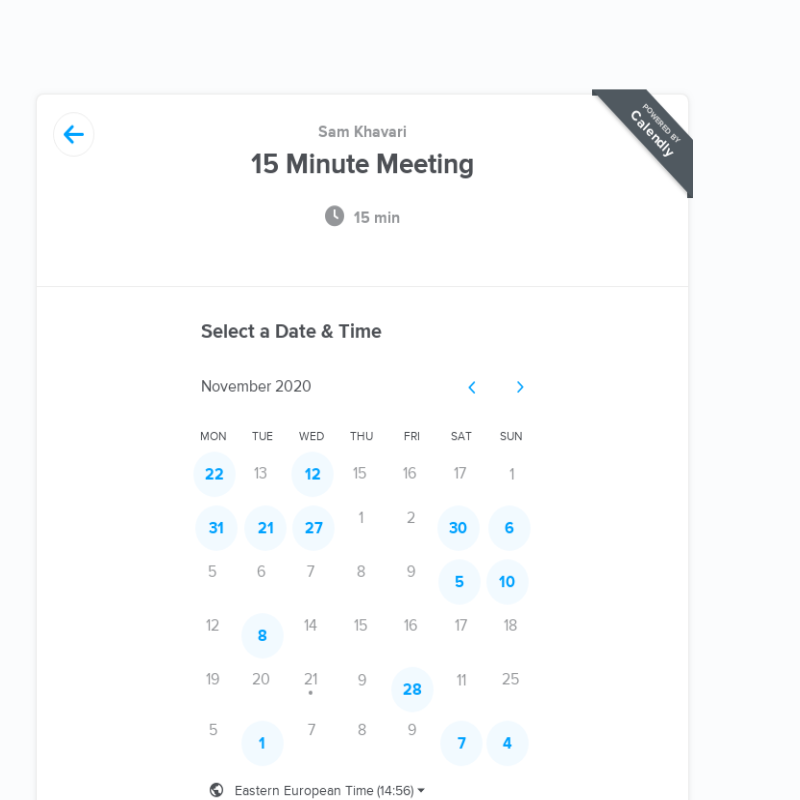 POWERED BY
Calendly
Sam Khavari
15 Minute Meeting
15 min
Select a Date & Time
November 2020
MON TUE WED THU FRI SAT SUN
22 13 12 15 16 17 1
31 21 27 1 2 30 6
5 6 7 8 9 5 10
12 8 14 15 16 17 18
19 20 21 9 28 11 25
5 1 7 8 9 7 4
Eastern European Time (14:56)